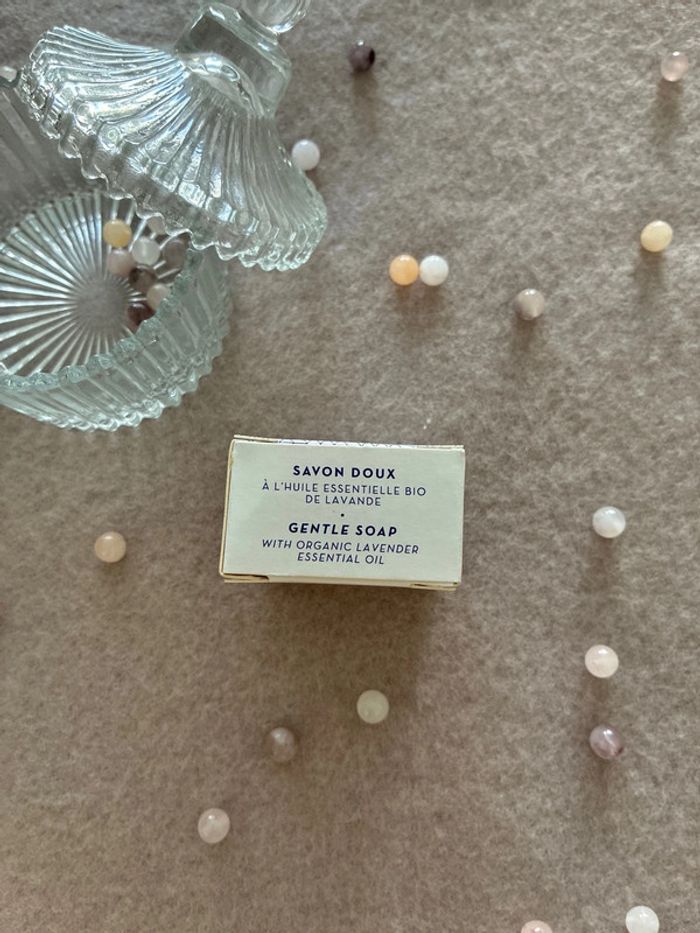 SAVON DOUX
À L'HUILE ESSENTIELLE BIO
DE LAVANDE
•
GENTLE SOAP
WITH ORGANIC LAVENDER
ESSENTIAL OIL